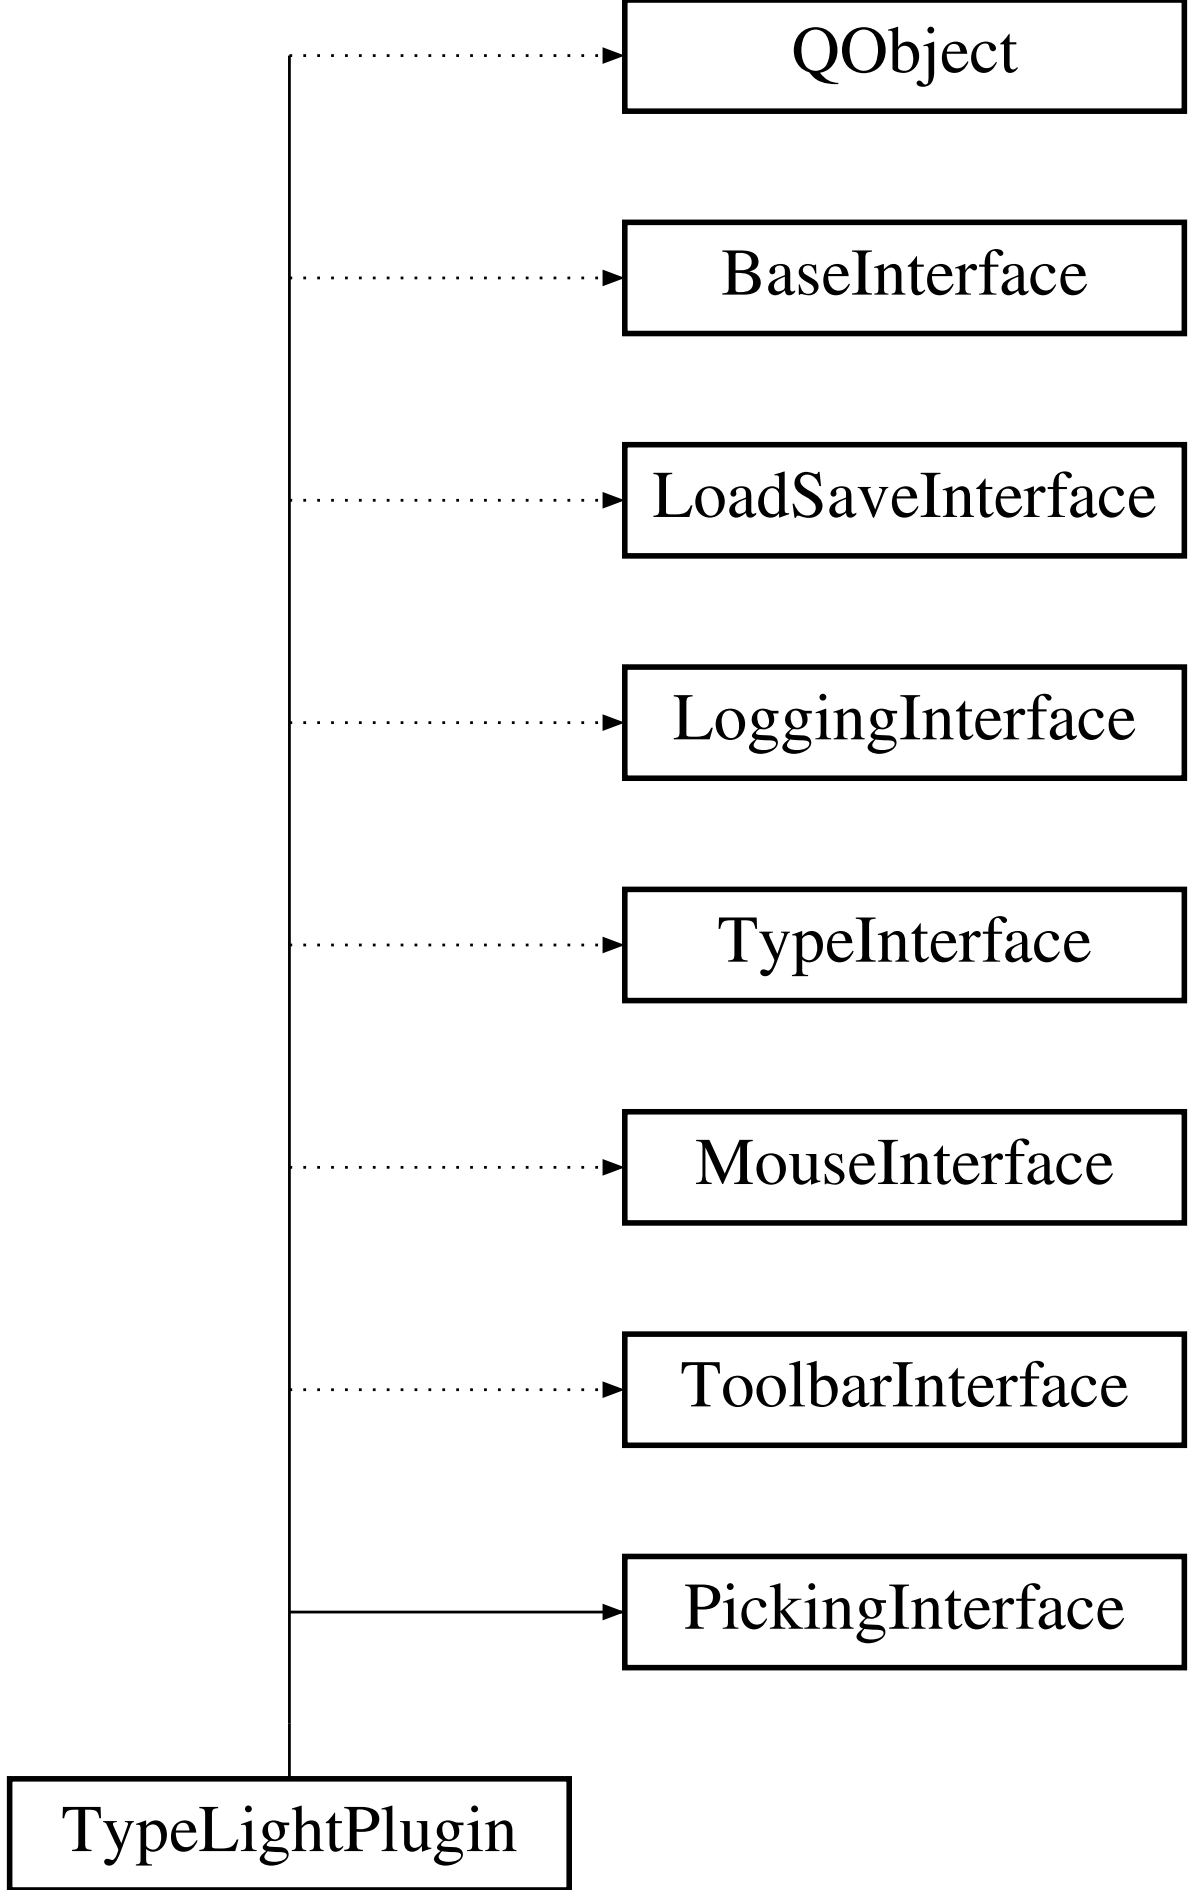 QObject
BaseInterface
LoadSaveInterface
LoggingInterface
TypeInterface
MouseInterface
ToolbarInterface
PickingInterface
TypeLightPlugin